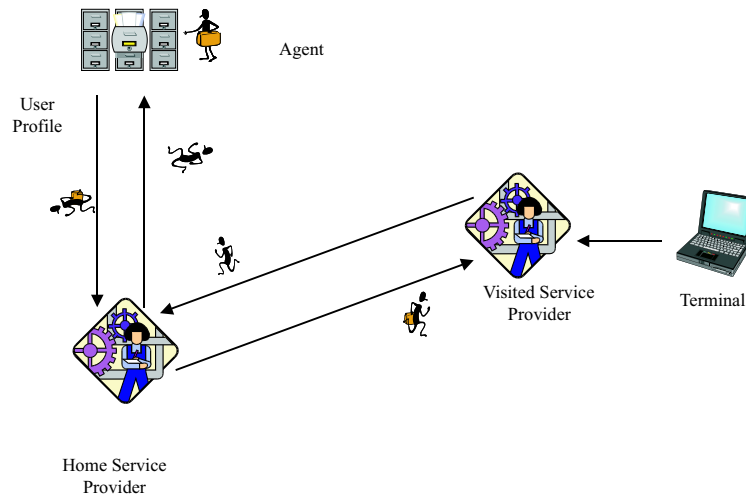 Agent
User
Profile
Visited Service
Provider
Terminal
Home Service
Provider